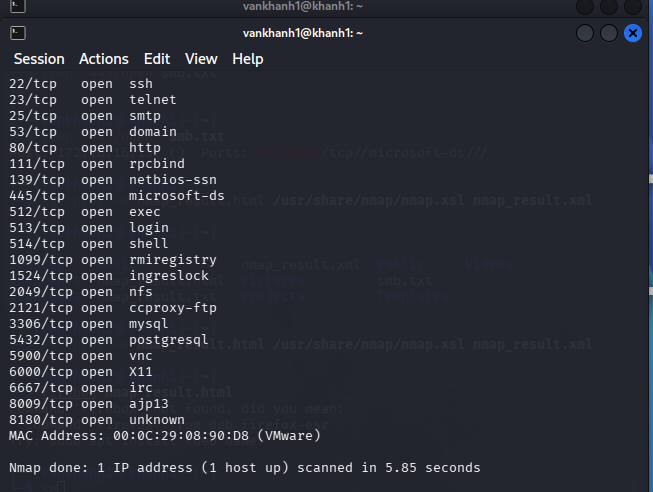 vankhanh1@khanh1: ~
vankhanh1@khanh1: ~
Session Actions Edit View Help
22/tcp open ssh
23/tcp open telnet
25/tcp open smtp
53/tcp open domain
80/tcp open http
111/tcp open rpcbind
139/tcp open netbios-ssn
445/tcp open microsoft-ds
512/tcp open exec
513/tcp open login
514/tcp open shell
1099/tcp open rmiregistry
1524/tcp open ingreslock
2049/tcp open nfs
2121/tcp open ccproxy-ftp
3306/tcp open mysql
5432/tcp open postgresql
5900/tcp open vnc
6000/tcp open X11
6667/tcp open irc
8009/tcp open ajp13
8180/tcp open unknown
MAC Address: 00:0C:29:08:90:D8 (VMware)
Nmap done: 1 IP address (1 host up) scanned in 5.85 seconds